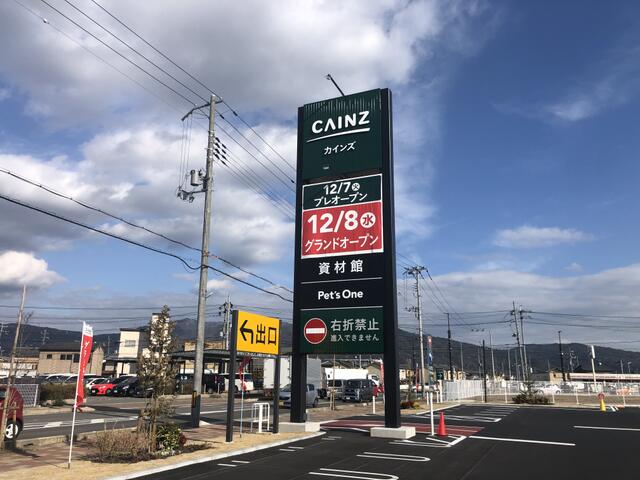 CAINZ
カインズ
12/7火
プレオープン
12/8水
グランドオープン
資材館
Pet's One
右折禁止
進入できません
←出口